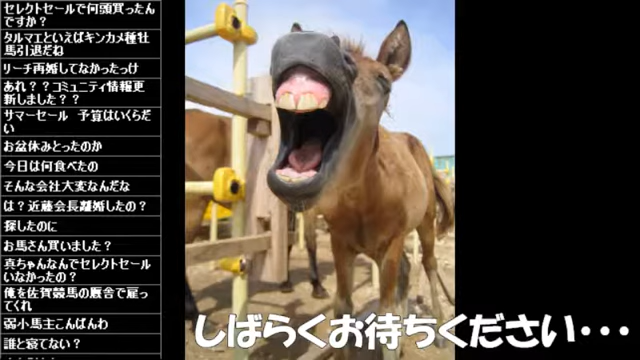 セレクトセールで何頭買ったん
ですか？
タルマエといえばキンカメ種牡
馬引退だね
リーチ再婚してなかったっけ
あれ？？コミュニティ情報更
新しました？？
サマーセール　予算はいくらだ
い
お盆休みとったのか
今日は何食べたの
そんな会社大変なんだな
は？近藤会長離婚したの？
探したのに
お馬さん買いました？
真ちゃんなんでセレクトセール
いなかったの？
俺を佐賀競馬の厩舎で雇っ
てくれ
弱小馬主こんばんわ
誰と寝てない？
しばらくお待ちください・・・